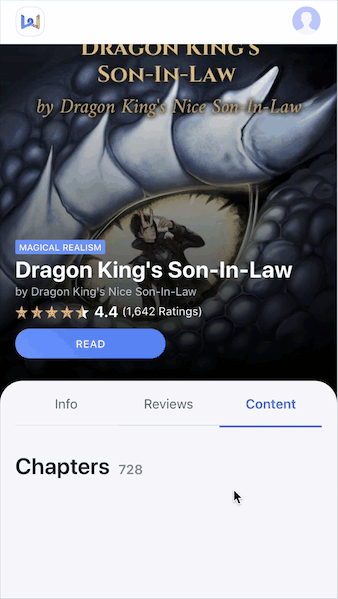 DRAGON KING'S
SON-IN-LAW
by Dragon King's Nice Son-In-Law
MAGICAL REALISM
Dragon King's Son-In-Law
by Dragon King's Nice Son-In-Law
4.4 (1,642 Ratings)
READ
Info Reviews Content
Chapters 728